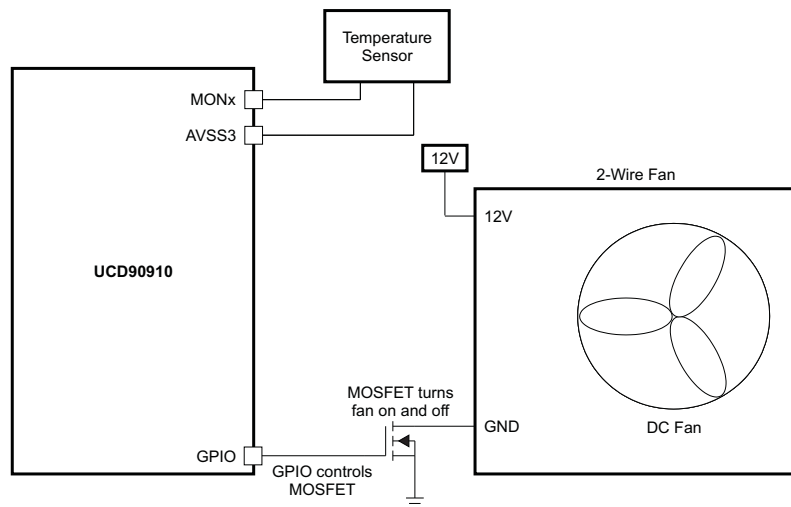 Temperature
Sensor
MONx
AVSS3
12V
2-Wire Fan
12V
UCD90910
MOSFET turns
fan on and off
GND
DC Fan
GPIO
GPIO controls
MOSFET